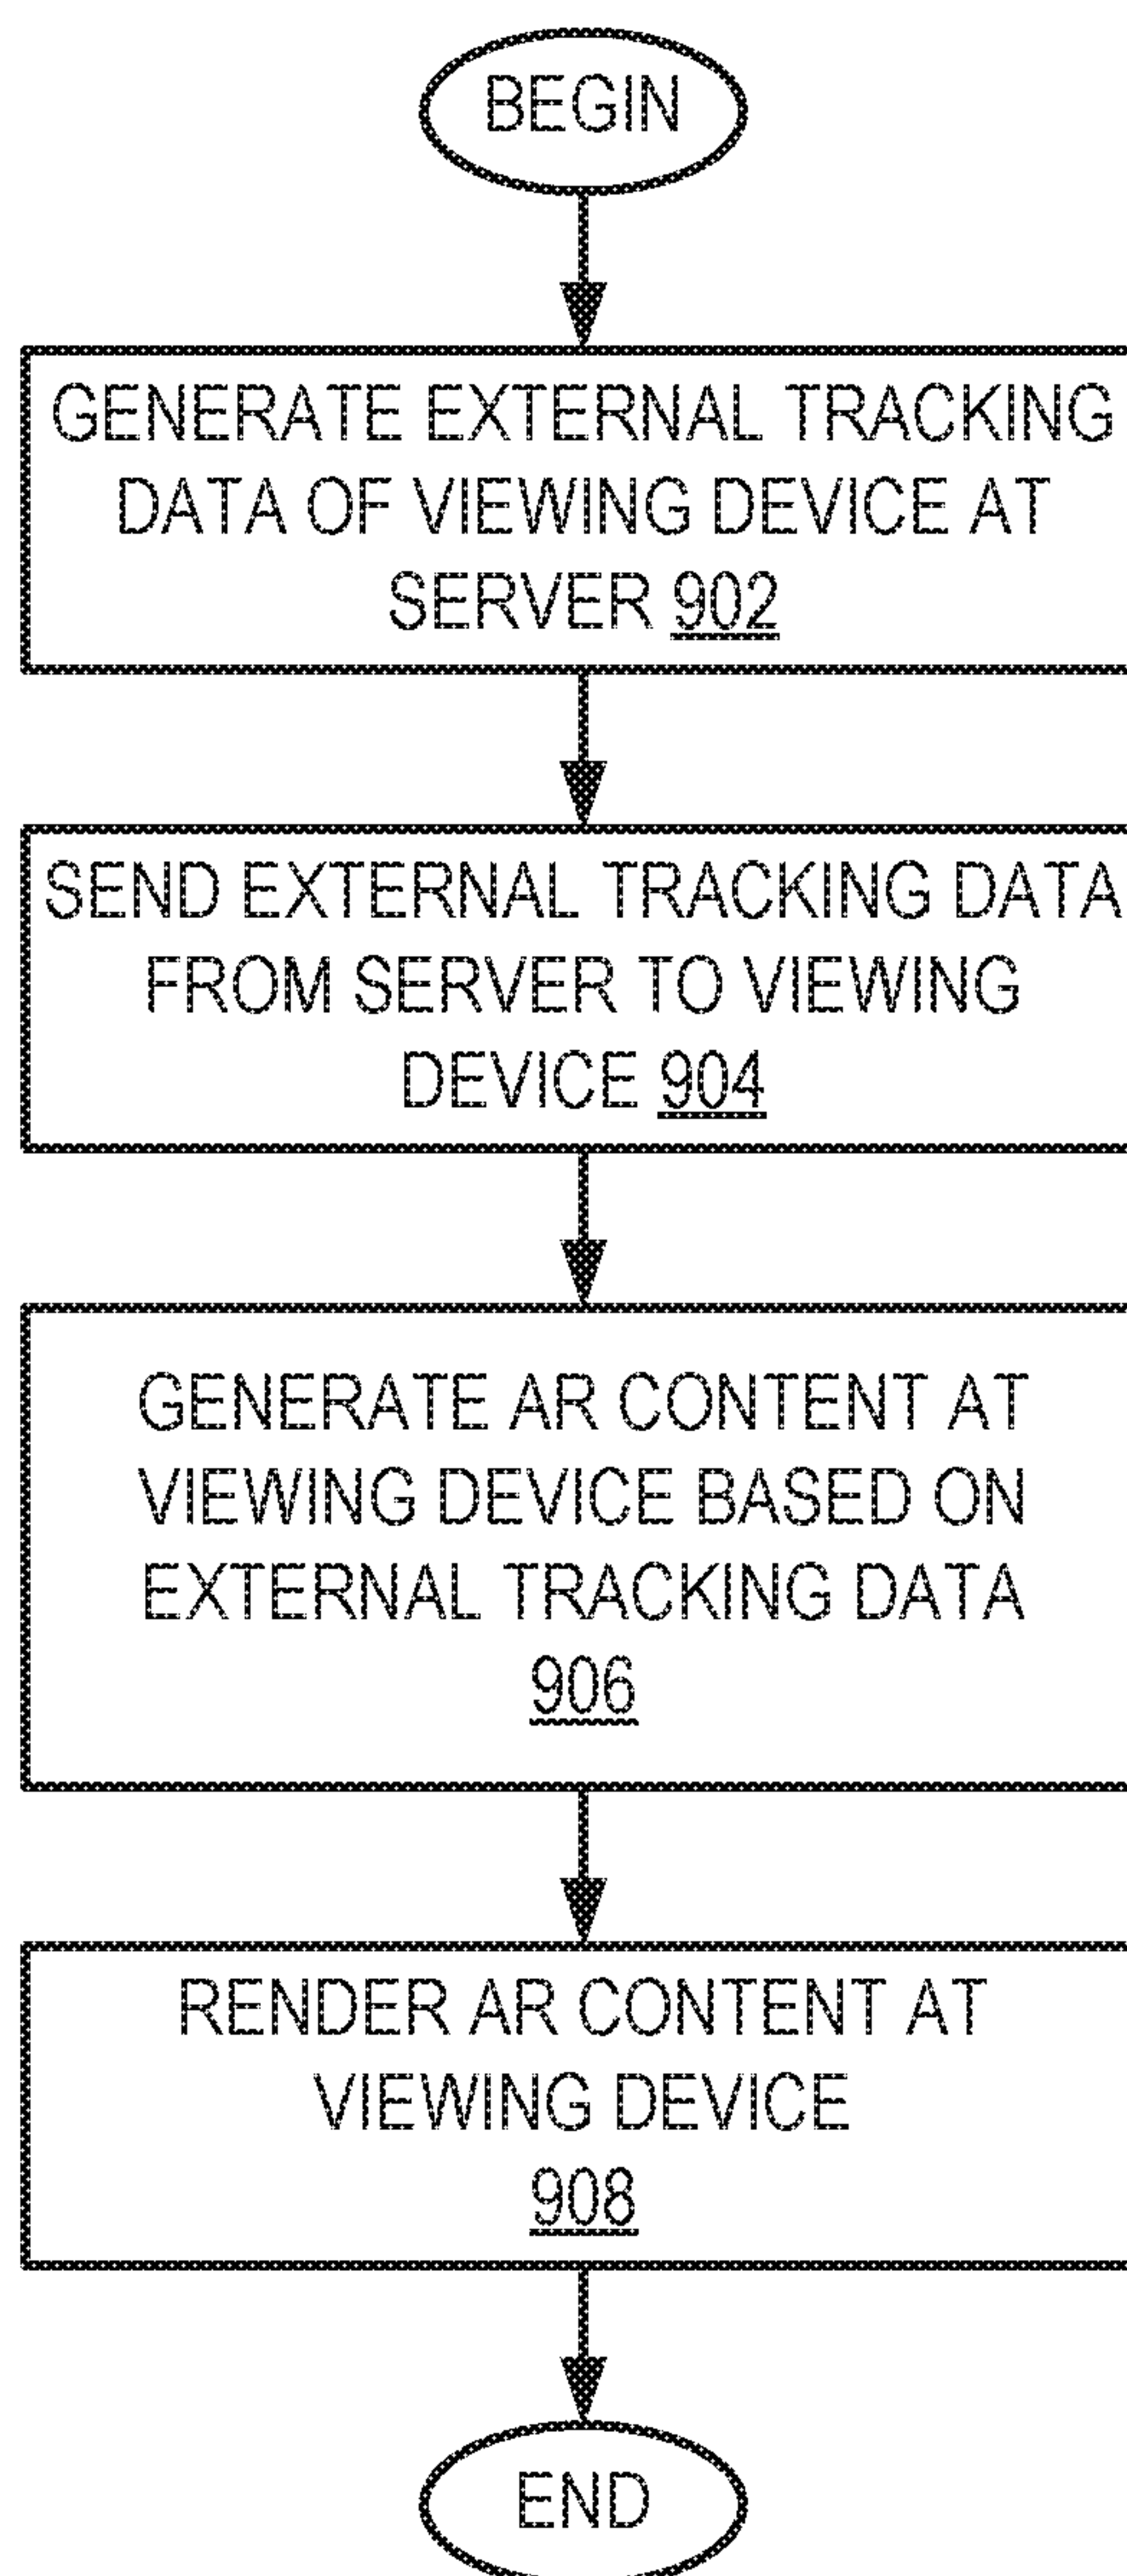 BEGIN
GENERATE EXTERNAL TRACKING
DATA OF VIEWING DEVICE AT
SERVER 902
SEND EXTERNAL TRACKING DATA
FROM SERVER TO VIEWING
DEVICE 904
GENERATE AR CONTENT AT
VIEWING DEVICE BASED ON
EXTERNAL TRACKING DATA
906
RENDER AR CONTENT AT
VIEWING DEVICE
908
END